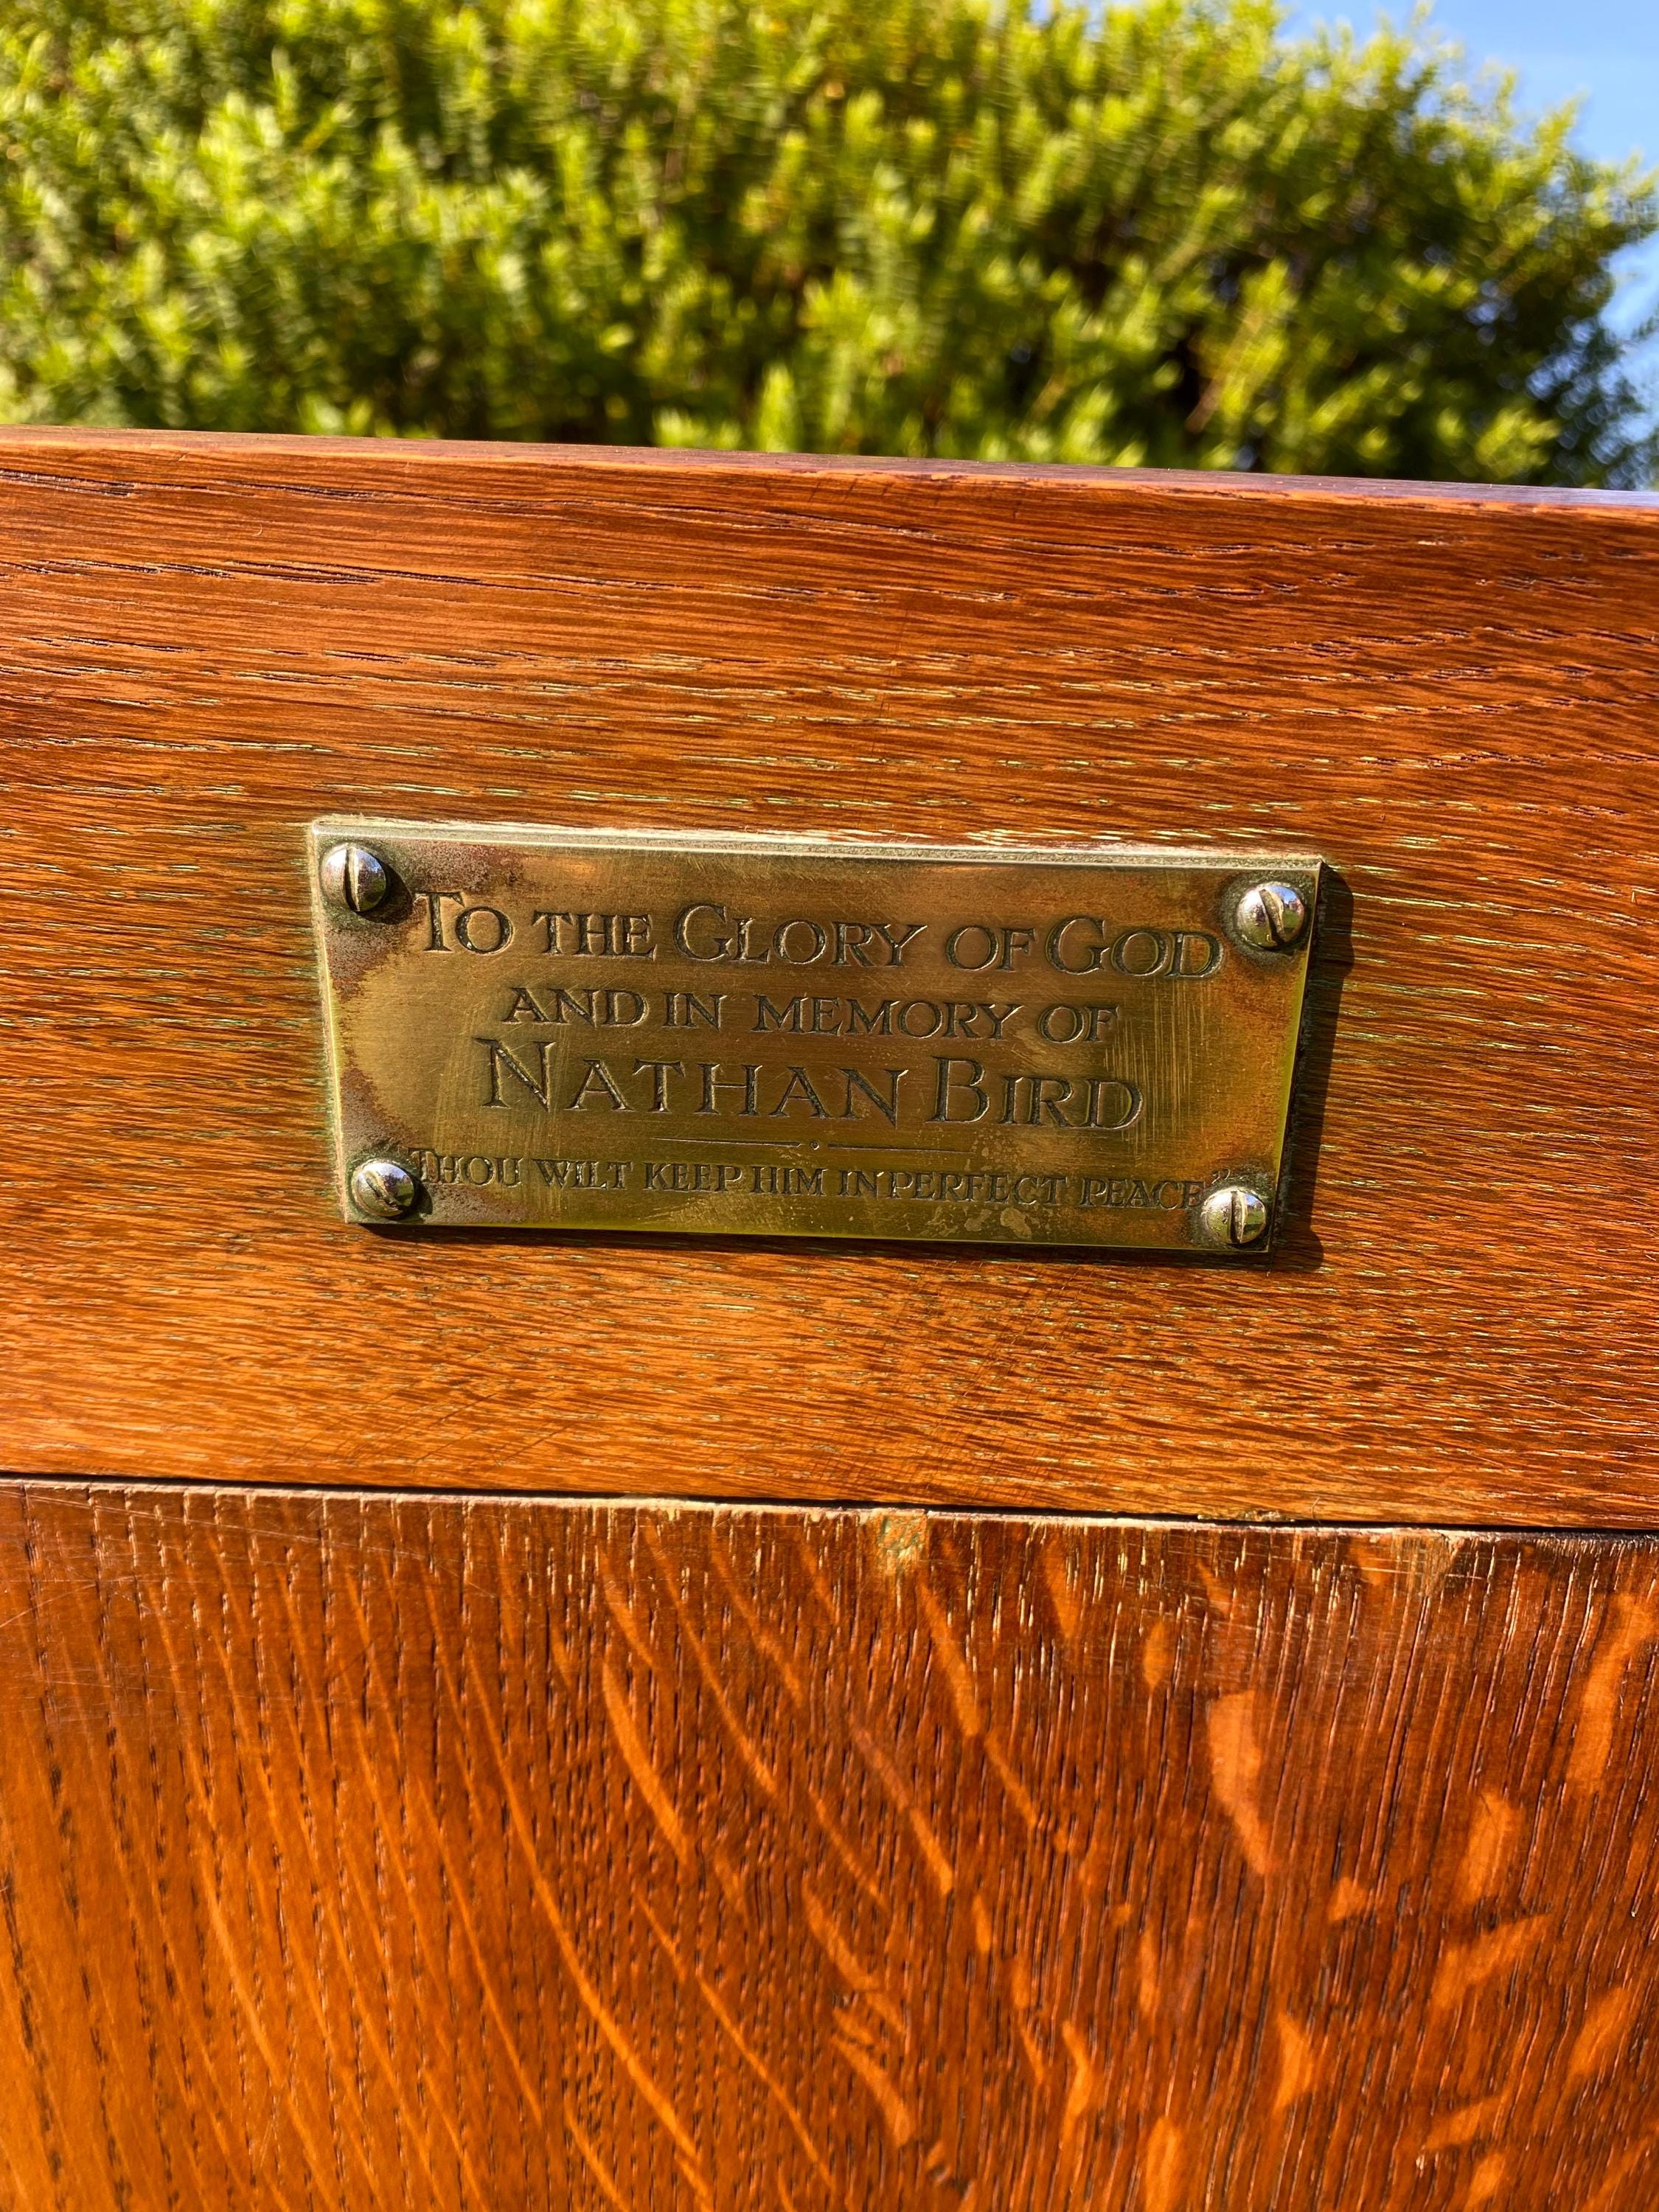 To the Glory of God
and in memory of
Nathan Bird
Thou wilt keep him in perfect peace"